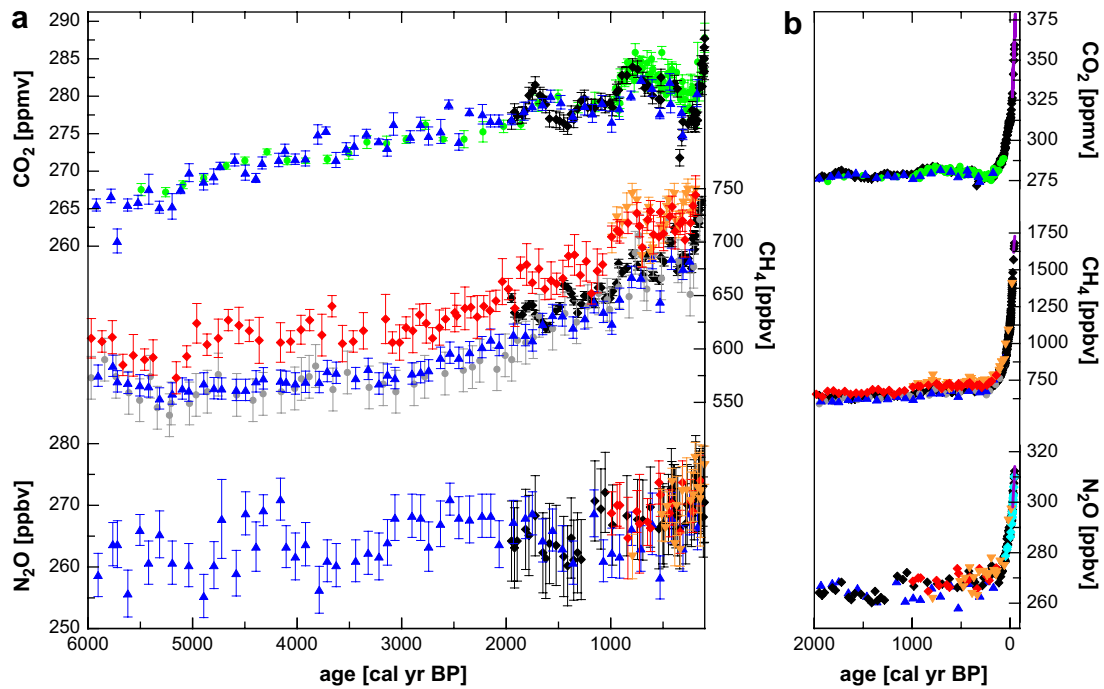 a
290
285
280
275
270
265
260
CO2 [ppmv]
750
700
650
600
550
CH4 [ppbv]
280
270
260
250
N2O [ppbv]
6000 5000 4000 3000 2000 1000
age [cal yr BP]
b
375
350
325
300
275
CO2 [ppmv]
1750
1500
1250
1000
750
CH4 [ppbv]
320
300
280
260
N2O [ppbv]
2000 1000 0
age [cal yr BP]